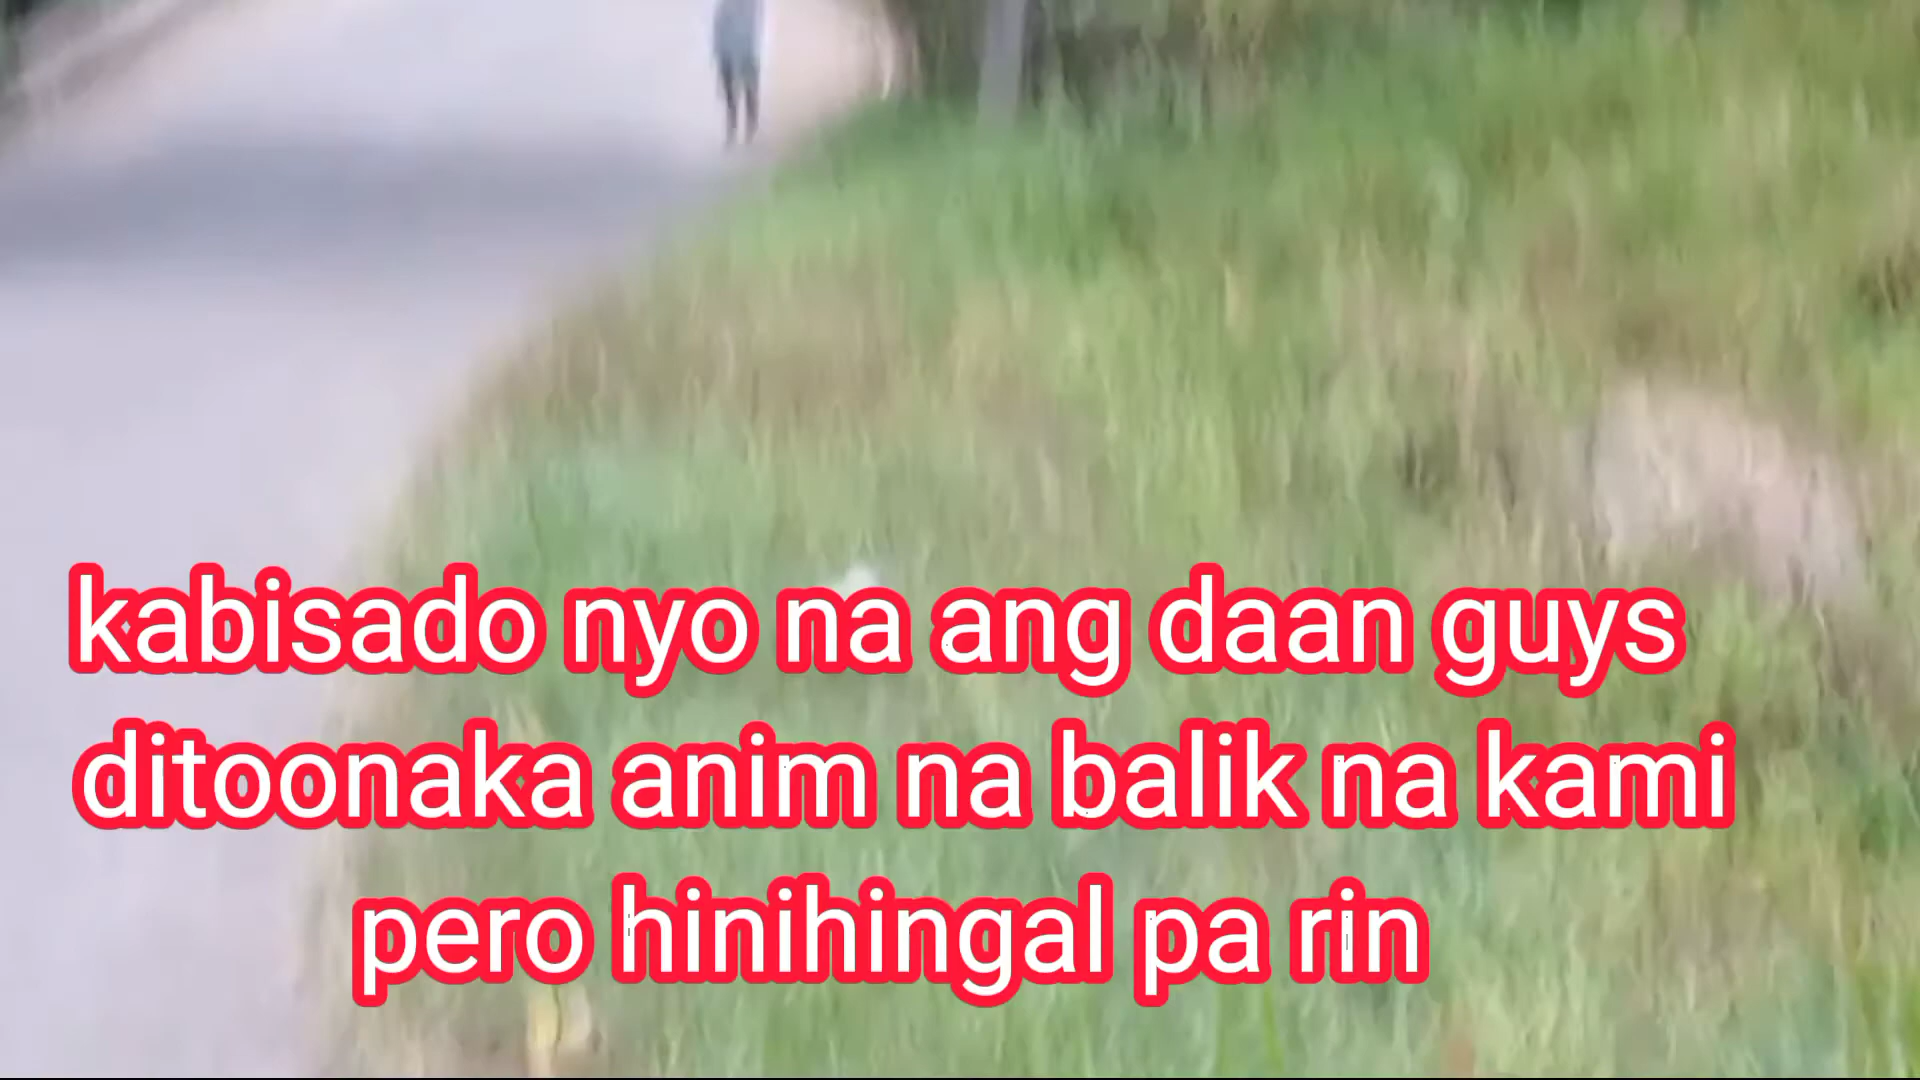 kabisado nyo na ang daan guys
ditoonaka anim na balik na kami
pero hinihingal pa rin